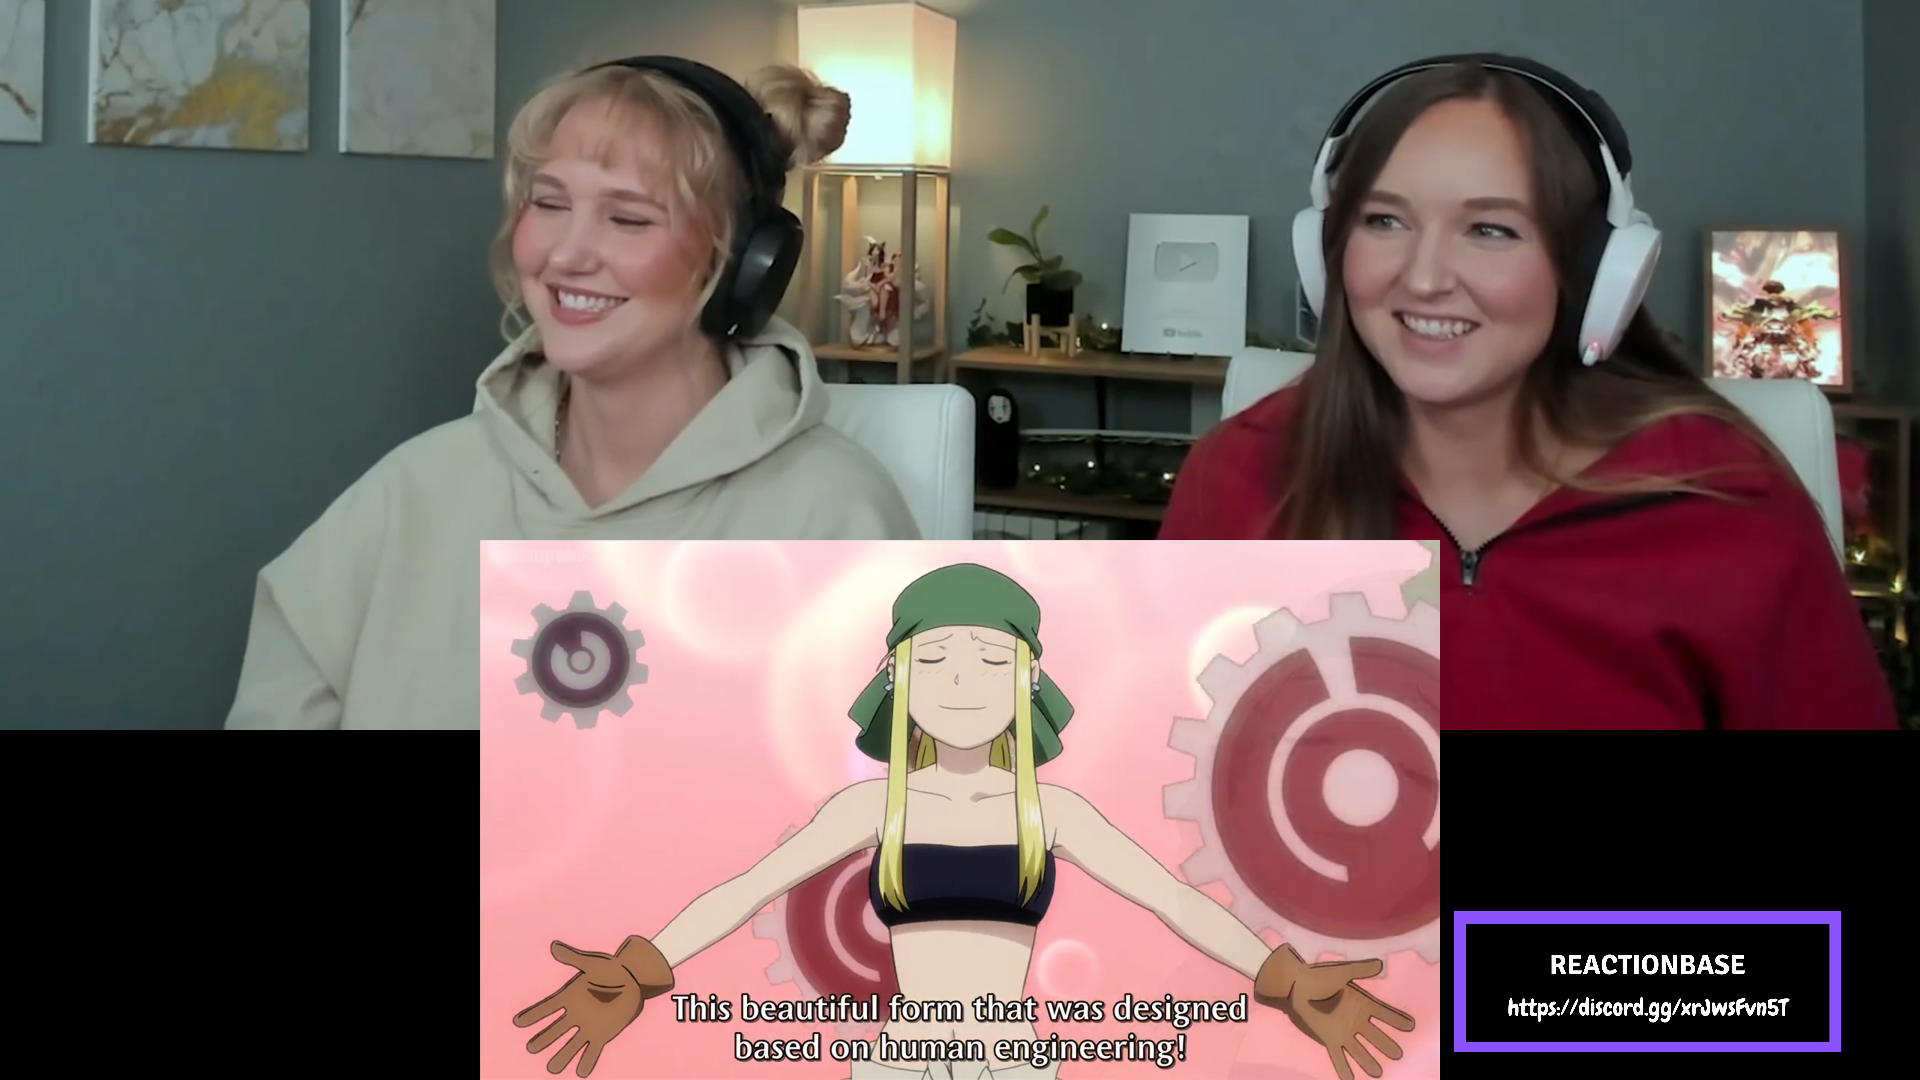 This beautiful form that was designed
based on human engineering!
REACTIONBASE
https://discord.gg/xrJwsFvn5T